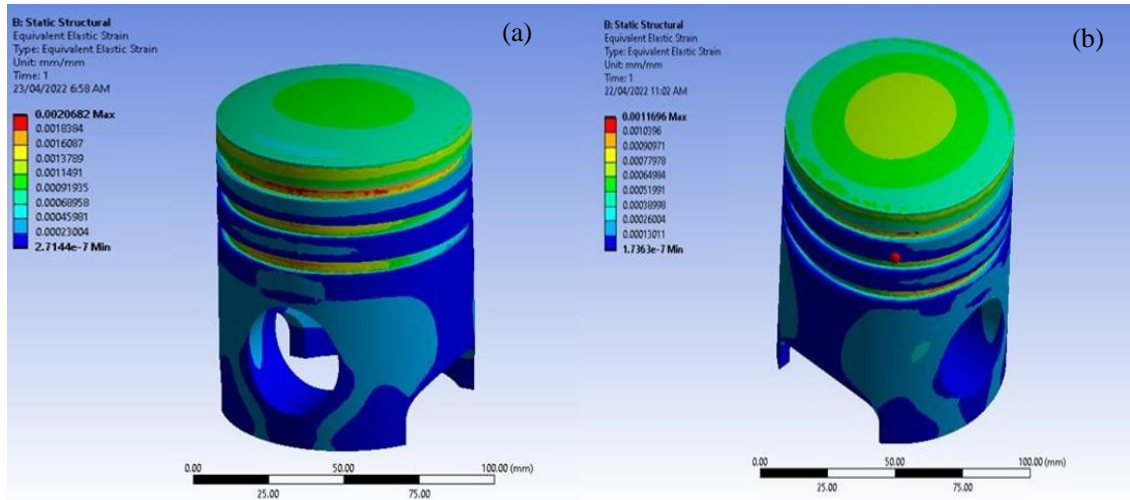 B: Static Structural
Equivalent Elastic Strain
Type: Equivalent Elastic Strain
Unit: mm/mm
Time: 1
23/04/2022 6:58 AM
(a)
0.0020682 Max
0.0018384
0.0016087
0.0013789
0.0011491
0.00091935
0.00068958
0.00045981
0.00023004
2.7144e-7 Min
0.00 50.00 100.00 (mm)
25.00 75.00
B: Static Structural
Equivalent Elastic Strain
Type: Equivalent Elastic Strain
Unit: mm/mm
Time: 1
22/04/2022 11:02 AM
(b)
0.0011696 Max
0.0010396
0.00090971
0.00077978
0.00064984
0.00051991
0.00038998
0.00026004
0.00013011
1.7363e-7 Min
0.00 50.00 100.00 (mm)
25.00 75.00